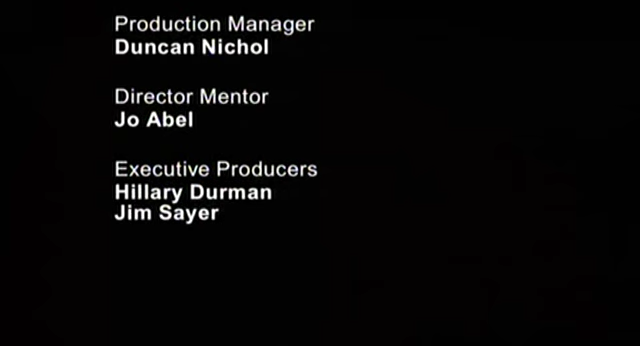 Production Manager
Duncan Nichol
Director Mentor
Jo Abel
Executive Producers
Hillary Durman
Jim Sayer